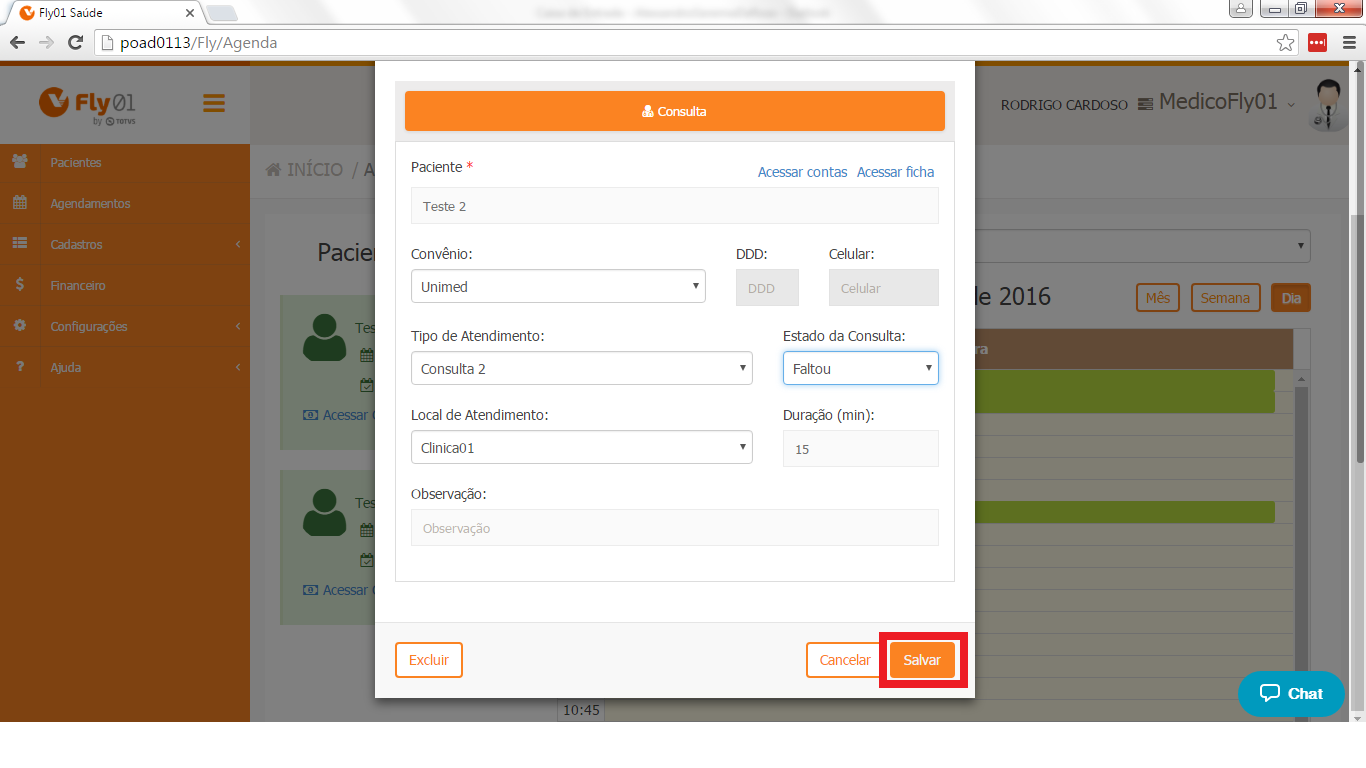 Fly01 Saúde
poad0113/Fly/Agenda
Fly01
by TOTVS
RODRIGO CARDOSO MedicoFly01
Pacientes
Agendamentos
Cadastros
Financeiro
Configurações
Ajuda
INÍCIO / A
Pacie
Tes
Acessar
Tes
Acessar
Consulta
Paciente *
Acessar contas Acessar ficha
Teste 2
Convênio:
DDD:
Celular:
Unimed
DDD
Celular
Tipo de Atendimento:
Estado da Consulta:
Consulta 2
Faltou
Local de Atendimento:
Duração (min):
Clinica01
15
Observação:
Observação
Excluir
Cancelar
Salvar
de 2016
Mês
Semana
Dia
ra
10:45
Chat